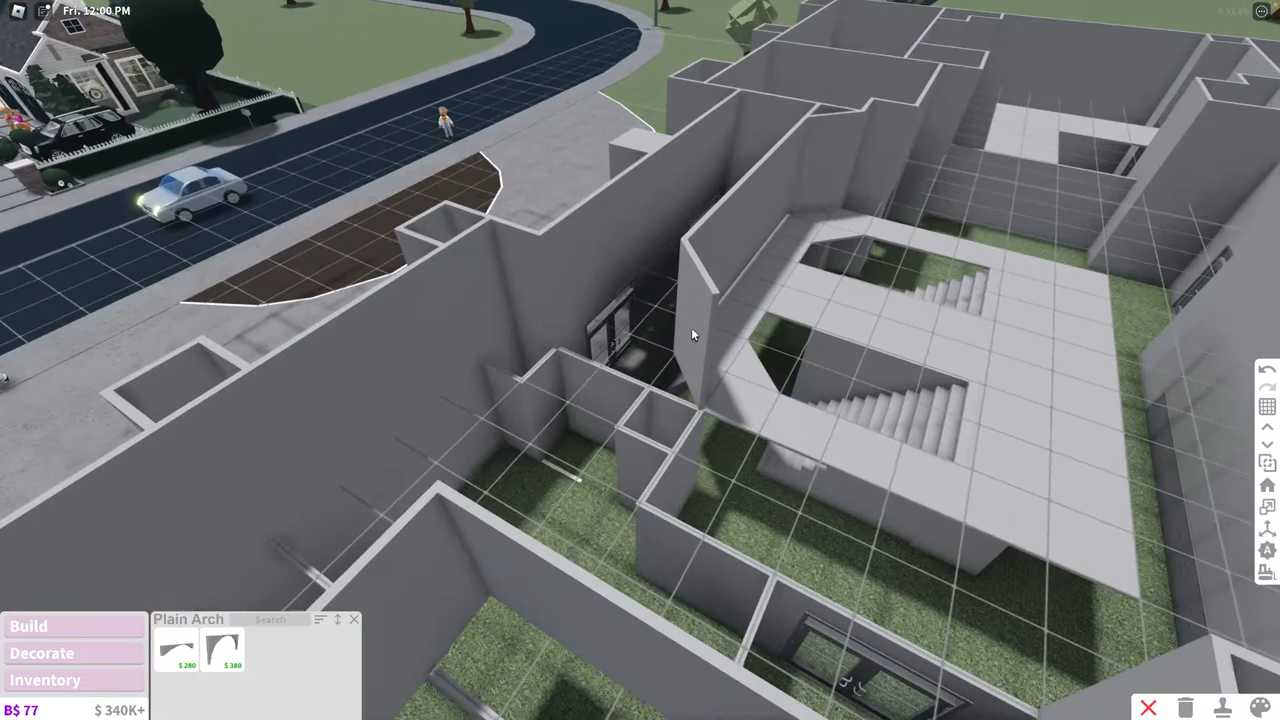 Fri. 12:00 PM
Plain Arch
Search
$ 280
$ 380
Build
Decorate
Inventory
B$ 77
$ 340K+